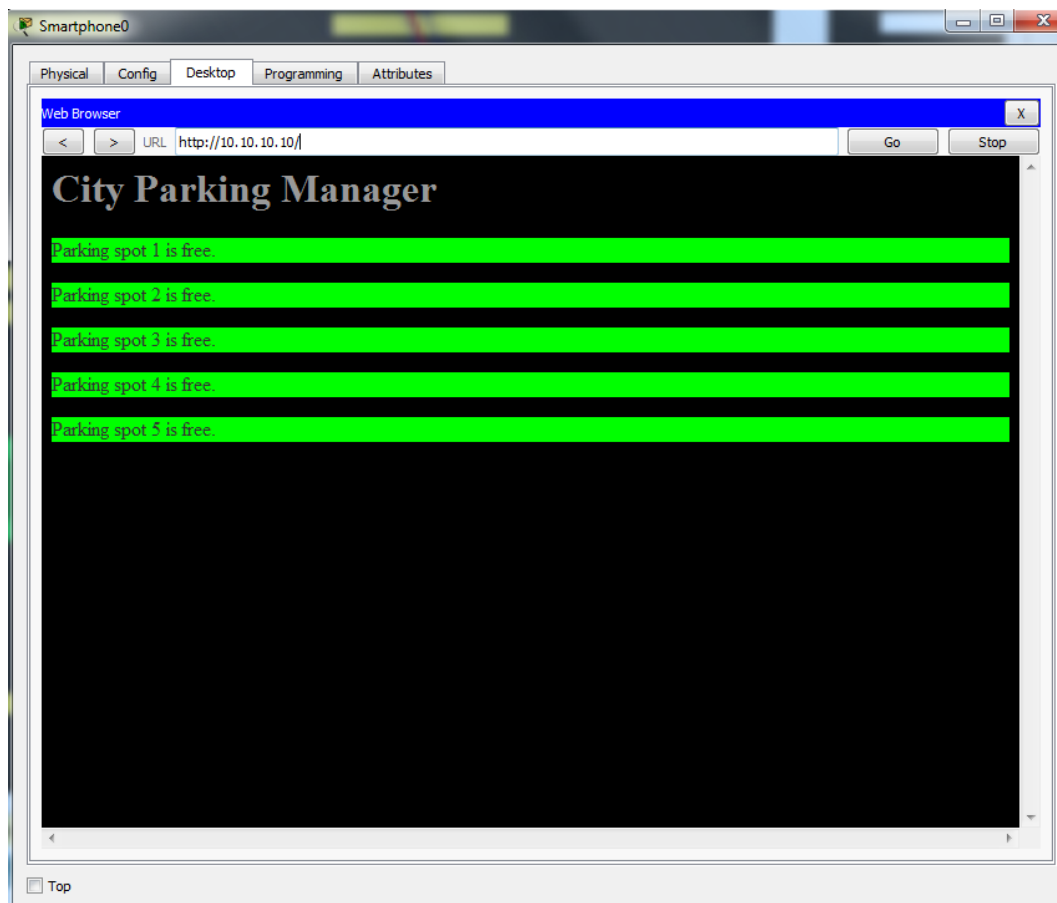 Smartphone0
X
Physical Config Desktop Programming Attributes
Web Browser X
< > URL http://10.10.10.10/ Go Stop
City Parking Manager
Parking spot 1 is free.
Parking spot 2 is free.
Parking spot 3 is free.
Parking spot 4 is free.
Parking spot 5 is free.
Top